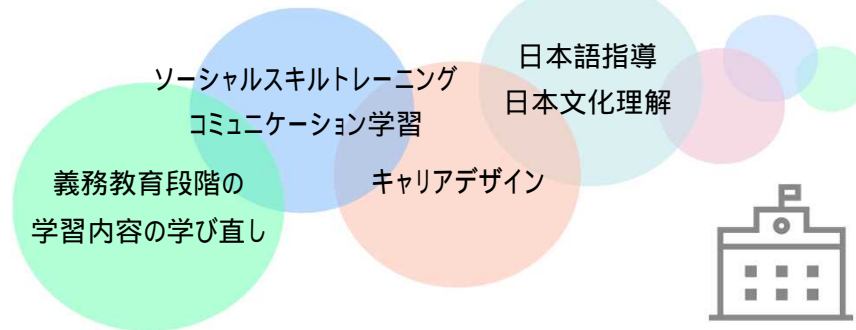 ソーシャルスキルトレーニング
コミュニケーション学習
日本語指導
日本文化理解
義務教育段階の
学習内容の学び直し
キャリアデザイン